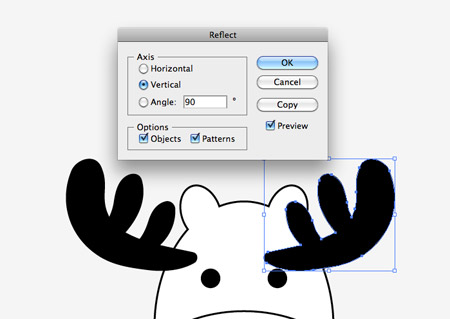 Reflect
Axis
Horizontal
Vertical
Angle: 90 °
Options
Objects Patterns
OK
Cancel
Copy
Preview